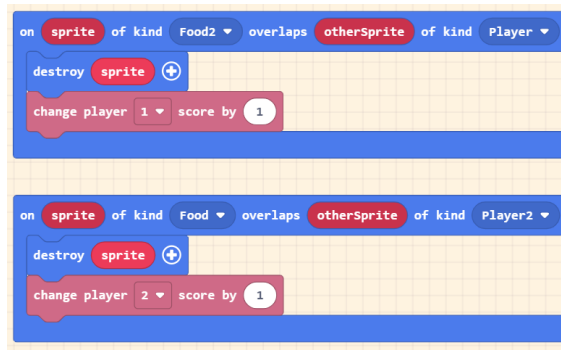 on sprite of kind Food2 overlaps otherSprite of kind Player
destroy sprite
change player 1 score by 1
on sprite of kind Food overlaps otherSprite of kind Player2
destroy sprite
change player 2 score by 1